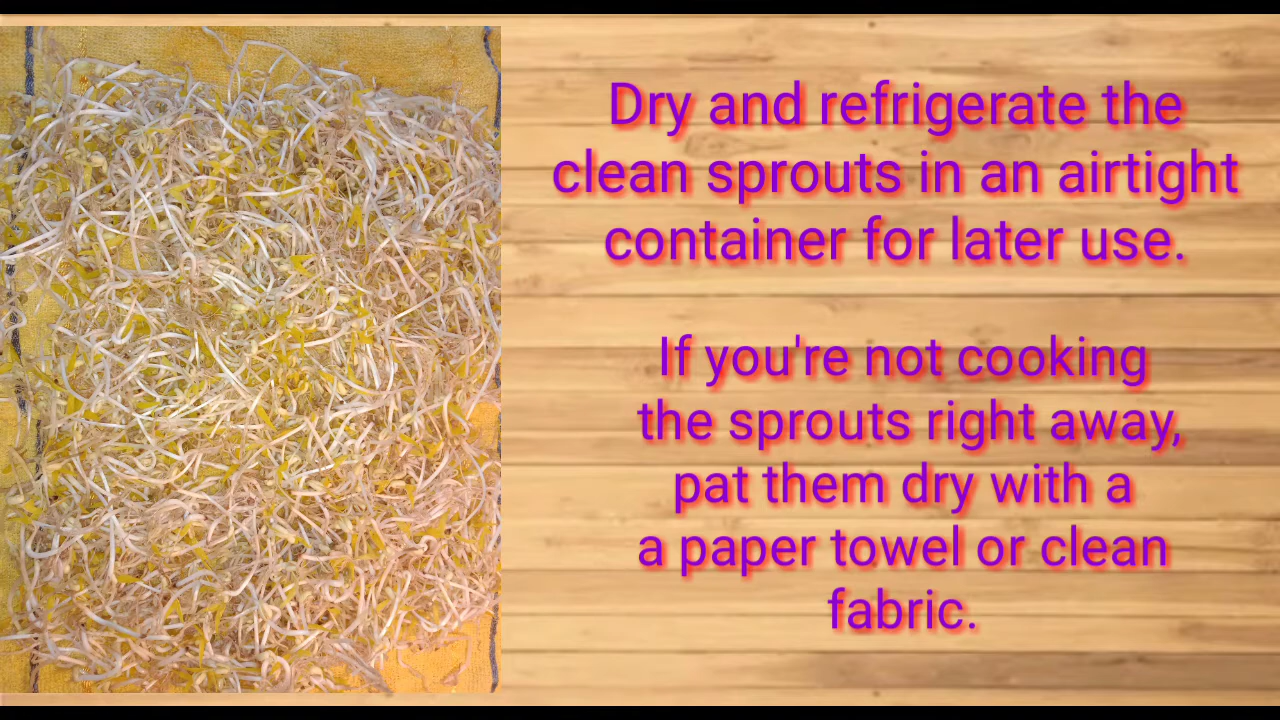 Dry and refrigerate the
clean sprouts in an airtight
container for later use.
If you're not cooking
the sprouts right away,
pat them dry with a
a paper towel or clean
fabric.